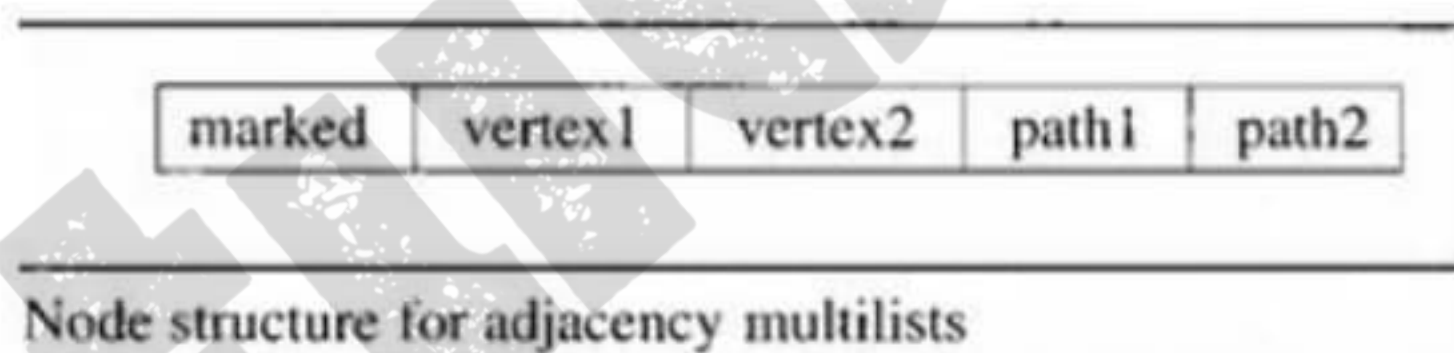 marked vertex1 vertex2 path1 path2
Node structure for adjacency multilists